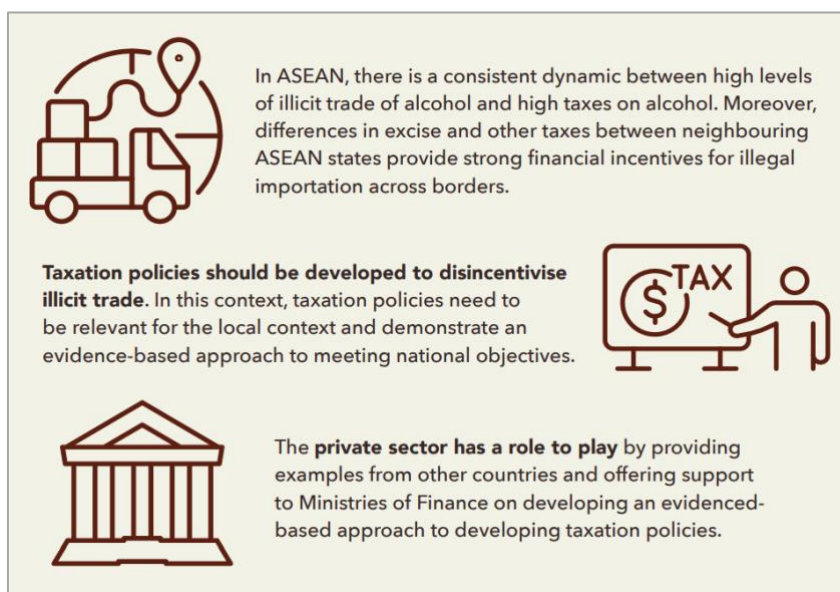 In ASEAN, there is a consistent dynamic between high levels
of illicit trade of alcohol and high taxes on alcohol. Moreover,
differences in excise and other taxes between neighbouring
ASEAN states provide strong financial incentives for illegal
importation across borders.
Taxation policies should be developed to disincentivise
illicit trade. In this context, taxation policies need to
be relevant for the local context and demonstrate an
evidence-based approach to meeting national objectives.
$ TAX
The private sector has a role to play by providing
examples from other countries and offering support
to Ministries of Finance on developing an evidenced-
based approach to developing taxation policies.